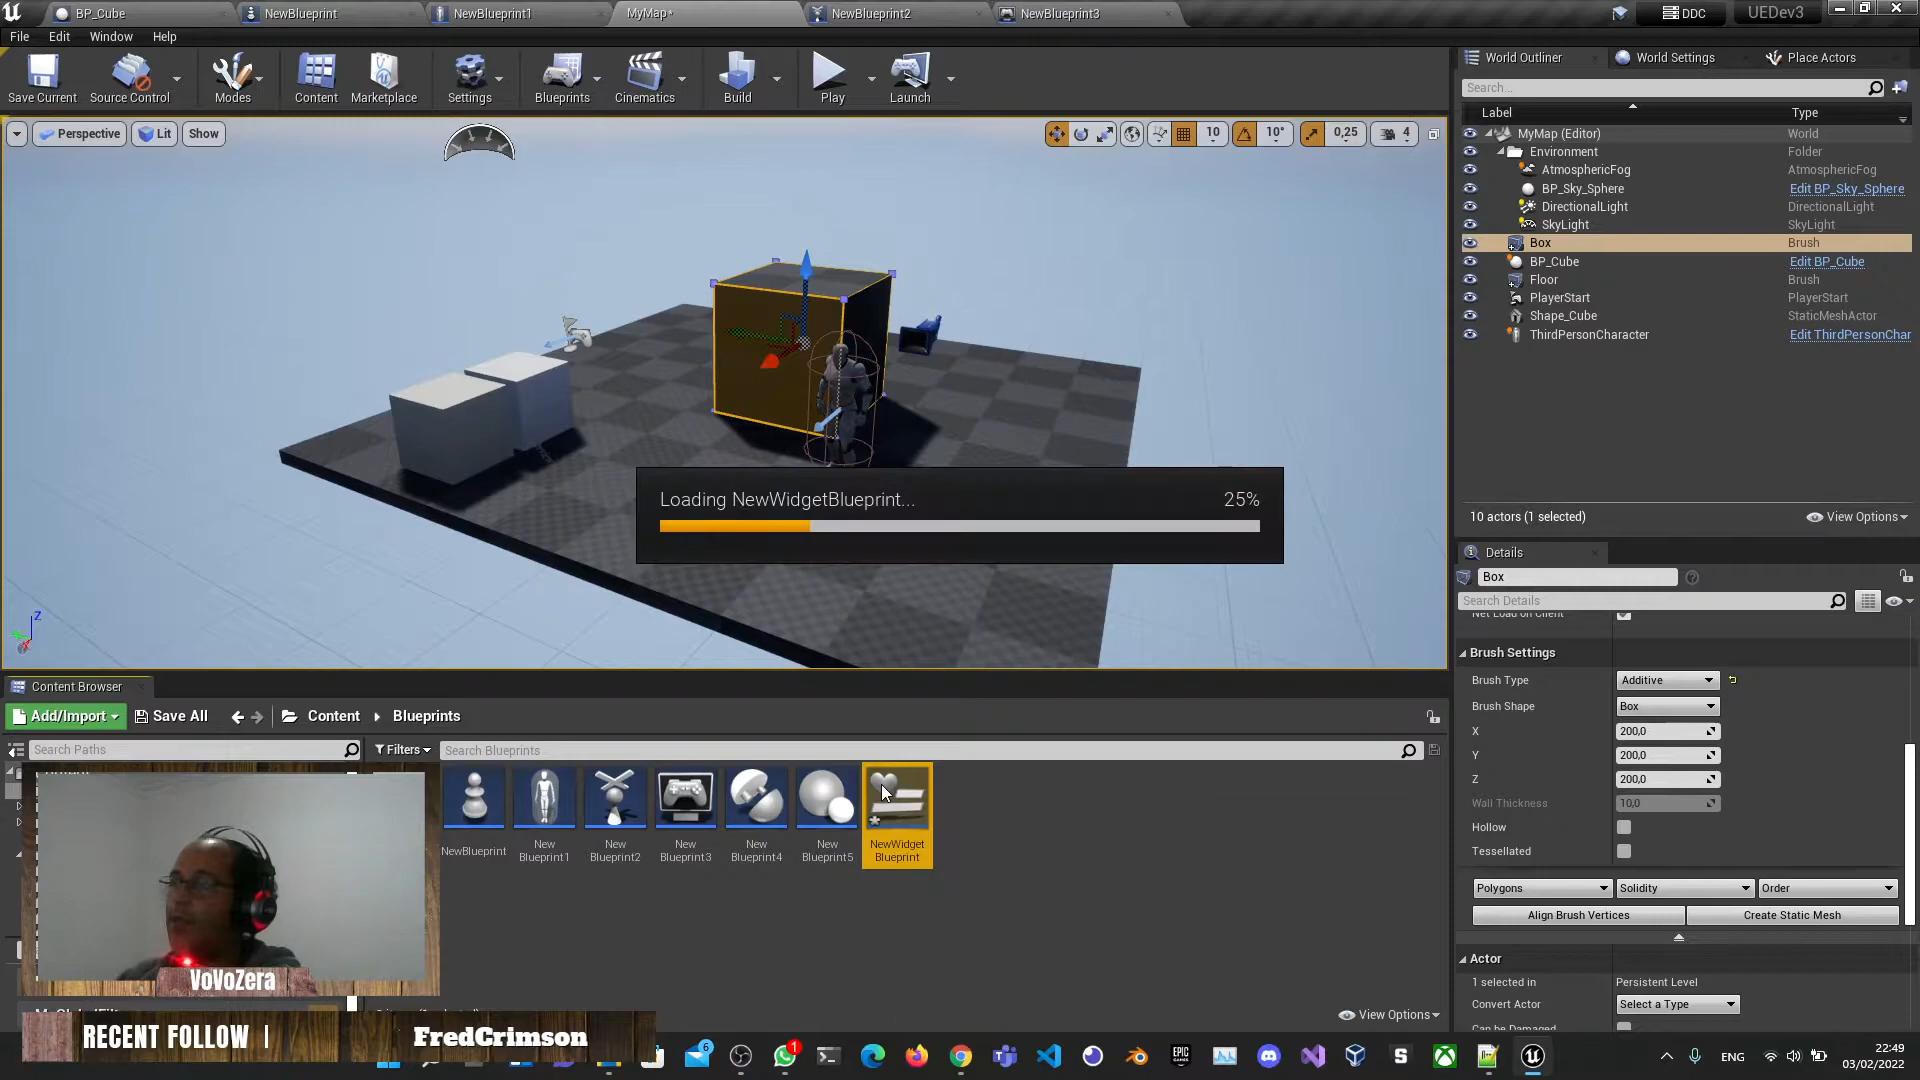 BP_Cube
NewBlueprint
NewBlueprint1
MyMap*
NewBlueprint2
NewBlueprint3
DDC
UEDev3
File
Edit
Window
Help
Save Current
Source Control
Modes
Content
Marketplace
Settings
Blueprints
Cinematics
Build
Play
Launch
World Outliner
World Settings
Place Actors
Search...
Label
Type
Perspective
Lit
Show
10
10°
0,25
4
MyMap (Editor)
World
Environment
Folder
AtmosphericFog
AtmosphericFog
BP_Sky_Sphere
Edit BP_Sky_Sphere
DirectionalLight
DirectionalLight
SkyLight
SkyLight
Box
Brush
BP_Cube
Edit BP_Cube
Floor
Brush
PlayerStart
PlayerStart
Shape_Cube
StaticMeshActor
ThirdPersonCharacter
Edit ThirdPersonChar
10 actors (1 selected)
View Options
Loading NewWidgetBlueprint...
25%
Z
Details
Box
Search Details
Net Load on Client
Brush Settings
Brush Type
Additive
Brush Shape
Box
X
200,0
Y
200,0
Z
200,0
Wall Thickness
10,0
Hollow
Tessellated
Polygons
Solidity
Order
Align Brush Vertices
Create Static Mesh
Actor
1 selected in
Persistent Level
Convert Actor
Select a Type
Can be Damaged
Content Browser
Add/Import
Save All
Content
Blueprints
Search Paths
Filters
Search Blueprints
NewBlueprint
New
Blueprint1
New
Blueprint2
New
Blueprint3
New
Blueprint4
New
Blueprint5
NewWidget
Blueprint
View Options
VoVoZera
RECENT FOLLOW |
FredCrimson
6
1
EPIC
GAMES
S
ENG
22:49
03/02/2022